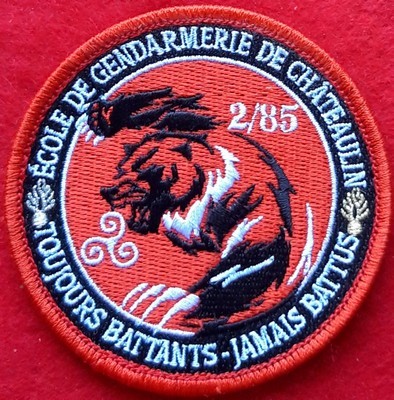 ÉCOLE DE GENDARMERIE DE CHÂTEAULIN
2/85
TOUJOURS BATTANTS-JAMAIS BATTUS